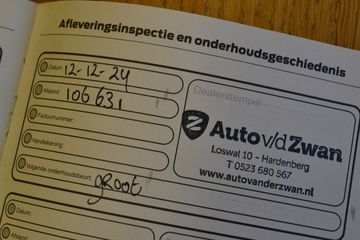 Afleveringsinspectie en onderhoudsgeschiedenis
Datum: 12-12-24
Afstand: 106631
Factuurnummer:
Handtekening:
Volgende onderhoudsbeurt: groot
Dealerstempel
Auto v/d Zwan
Loswal 10 - Hardenberg
T 0523 680 567
www.autovanderzwan.nl
Datum: